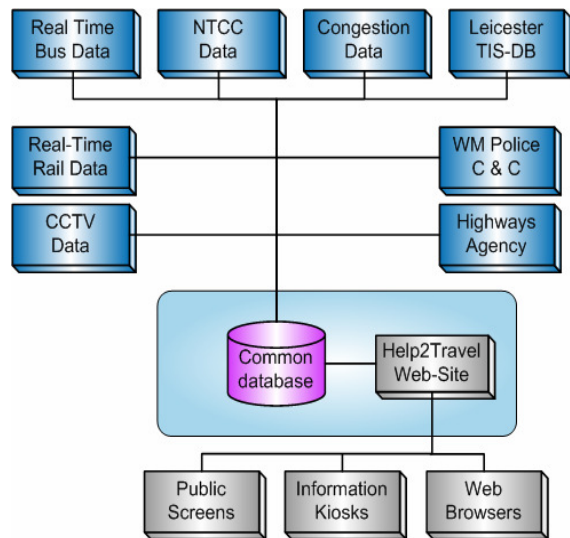 Real Time
Bus Data
NTCC
Data
Congestion
Data
Leicester
TIS-DB
Real-Time
Rail Data
WM Police
C & C
CCTV
Data
Highways
Agency
Common
database
Help2Travel
Web-Site
Public
Screens
Information
Kiosks
Web
Browsers